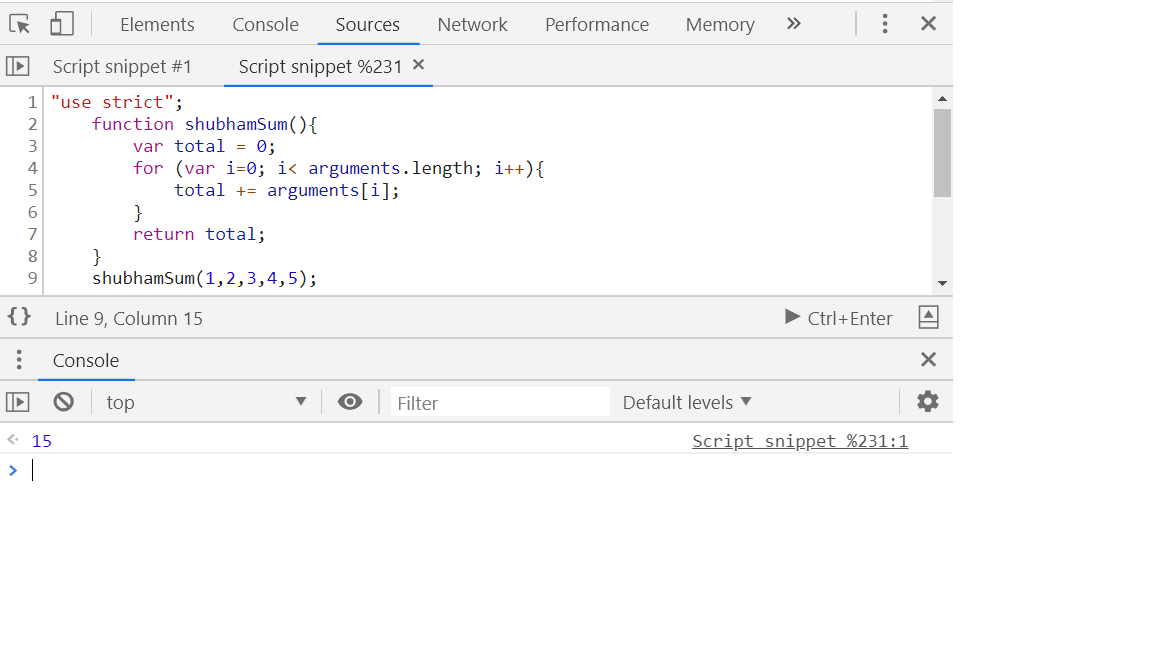 Elements Console Sources Network Performance Memory »
Script snippet #1 Script snippet %231 ×
1 "use strict";
2 function shubhamSum(){
3 var total = 0;
4 for (var i=0; i< arguments.length; i++){
5 total += arguments[i];
6 }
7 return total;
8 }
9 shubhamSum(1,2,3,4,5);
{} Line 9, Column 15 Ctrl+Enter
Console
top Filter Default levels
15 Script snippet %231:1
>